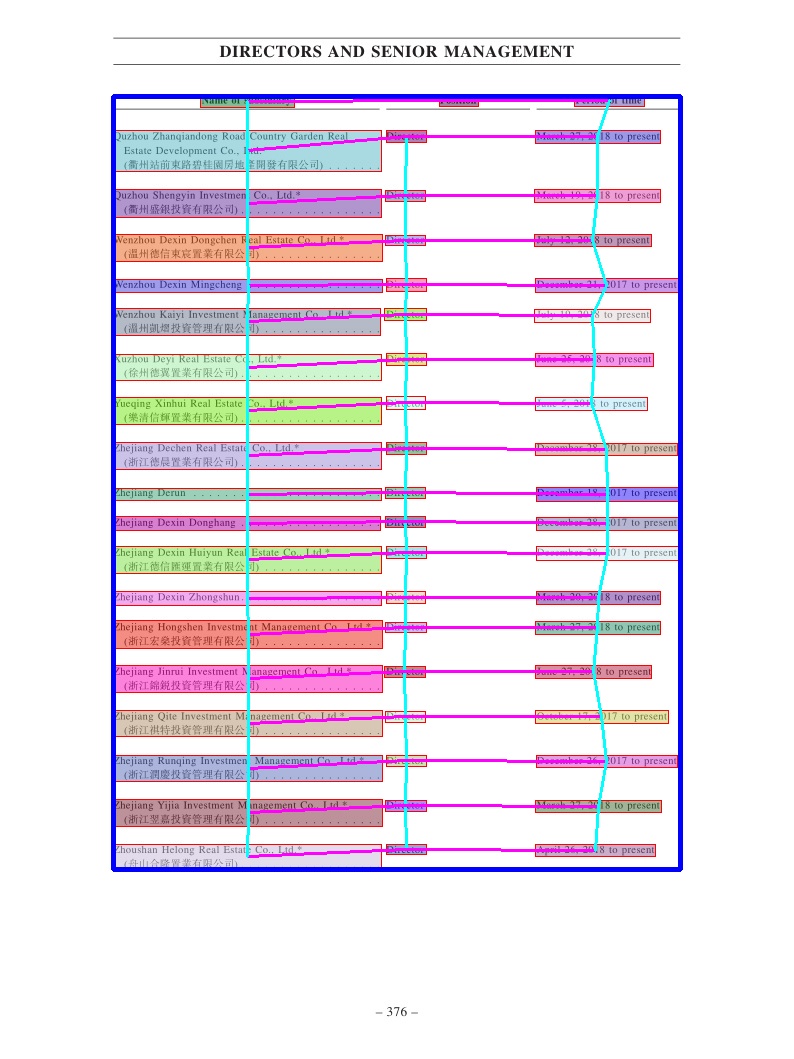 DIRECTORS AND SENIOR MANAGEMENT
Name of Subsidiary Position Period of time
Quzhou Zhanqiandong Road Country Garden Real Director March 27, 2018 to present
Estate Development Co., Ltd.
(衢州站前東路碧桂園房地產開發有限公司) . . . . . . .
Quzhou Shengyin Investment Co., Ltd.* Director March 19, 2018 to present
(衢州盛銀投資有限公司) . . . . . . . . . . . . . . . . . .
Wenzhou Dexin Dongchen Real Estate Co., Ltd.* Director July 12, 2018 to present
(溫州德信東宸置業有限公司) . . . . . . . . . . . . . .
Wenzhou Dexin Mingcheng Director December 21, 2017 to present
Wenzhou Kaiyi Investment Management Co., Ltd.* Director July 10, 2018 to present
(溫州凱熠投資管理有限公司) . . . . . . . . . . . . . .
Xuzhou Deyi Real Estate Co., Ltd.* Director June 25, 2018 to present
(徐州德翼置業有限公司) . . . . . . . . . . . . . . . . . .
Yueqing Xinhui Real Estate Co., Ltd.* Director June 5, 2018 to present
(樂清信輝置業有限公司) . . . . . . . . . . . . . . . . . .
Zhejiang Dechen Real Estate Co., Ltd.* Director December 28, 2017 to present
(浙江德晨置業有限公司) . . . . . . . . . . . . . . . . . .
Zhejiang Derun . . . . . . . Director December 18, 2017 to present
Zhejiang Dexin Donghang Director December 28, 2017 to present
Zhejiang Dexin Huiyun Real Estate Co., Ltd.* Director December 28, 2017 to present
(浙江德信匯運置業有限公司) . . . . . . . . . . . . . .
Zhejiang Dexin Zhongshun Director March 20, 2018 to present
Zhejiang Hongshen Investment Management Co., Ltd.* Director March 27, 2018 to present
(浙江宏燊投資管理有限公司) . . . . . . . . . . . . . .
Zhejiang Jinrui Investment Management Co., Ltd.* Director June 27, 2018 to present
(浙江錦銳投資管理有限公司) . . . . . . . . . . . . . .
Zhejiang Qite Investment Management Co., Ltd.* Director October 17, 2017 to present
(浙江祺特投資管理有限公司) . . . . . . . . . . . . . .
Zhejiang Runqing Investment Management Co., Ltd.* Director December 26, 2017 to present
(浙江潤慶投資管理有限公司) . . . . . . . . . . . . . .
Zhejiang Yijia Investment Management Co., Ltd.* Director March 27, 2018 to present
(浙江翌嘉投資管理有限公司) . . . . . . . . . . . . . .
Zhoushan Helong Real Estate Co., Ltd.* Director April 26, 2018 to present
(舟山合隆置業有限公司)
– 376 –